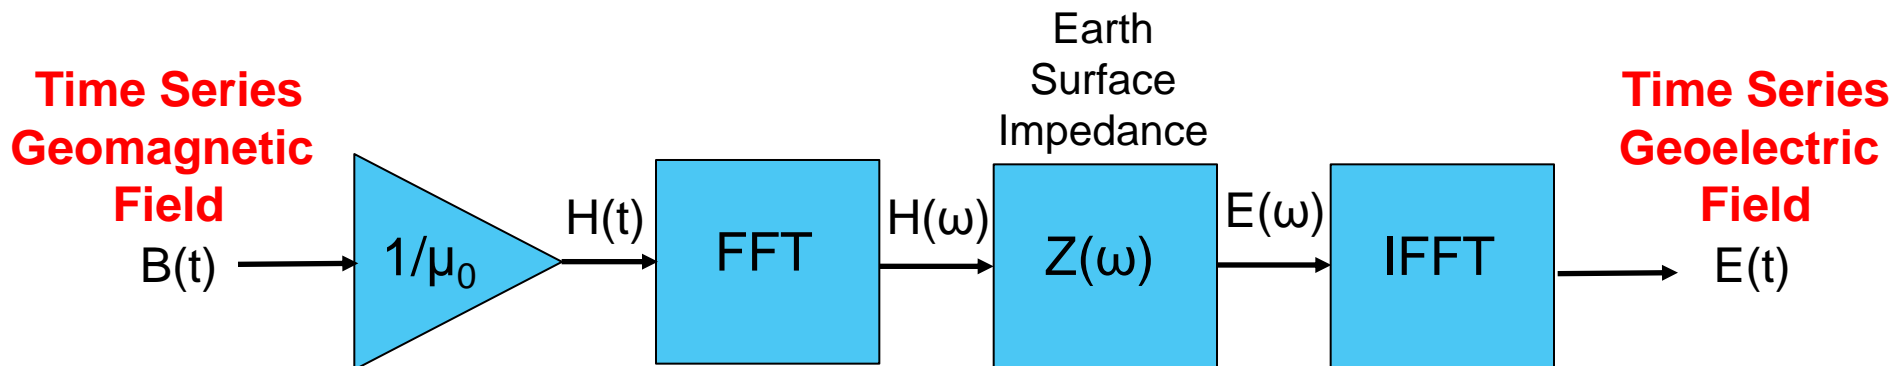 Time Series
Geomagnetic
Field
B(t)
1/μ0
H(t)
FFT
H(ω)
Earth
Surface
Impedance
Z(ω)
E(ω)
IFFT
Time Series
Geoelectric
Field
E(t)